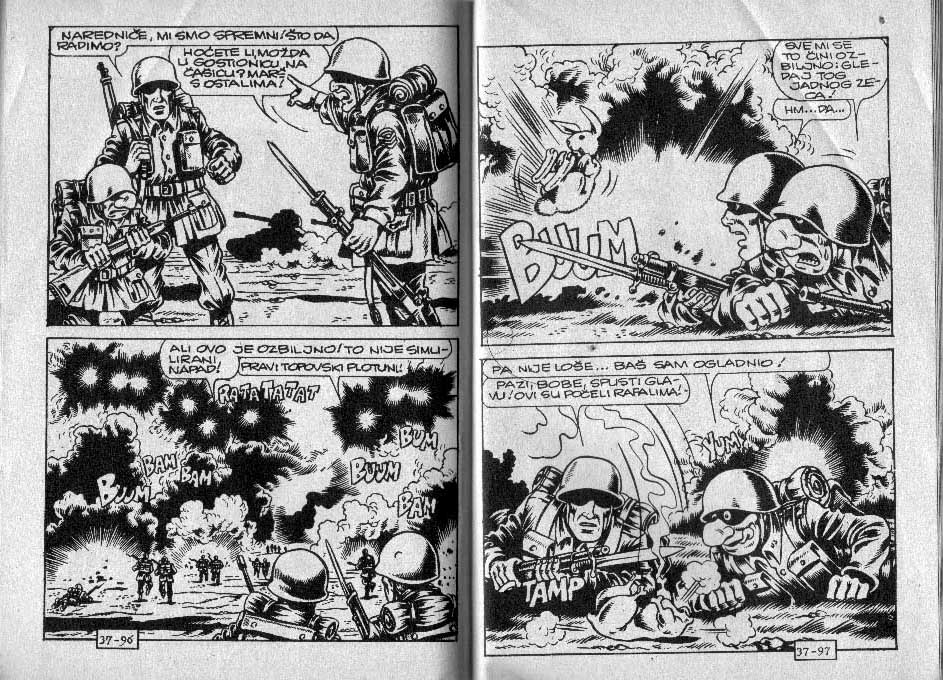 NAREDNIČE, MI SMO SPREMNI! ŠTO DA
RADIMO?
HOĆETE LI, MOŽDA
U GOSTIONICU, NA
ČAŠICU? MARŠ
S OSTALIMA!
ALI OVO JE OZBILJNO! TO NIJE SIMU-
LIRANI
NAPAD!
PRAVI TOPOVSKI PLOTUNI!
RATATATAT
BUM
BUUM
BAM
BAM
BAM
BUUM
37-96
SVE MI SE
TO ČINI OZ-
BILJNO: GLE-
DAJ TOG
JADNOG ZE-
CA!
HM...DA...
BUUM
PA NIJE LOŠE... BAŠ SAM OGLADNIO!
PAZI, BOBE, SPUSTI GLA-
VU! OVI SU POČELI RAFALIMA!
TAMP
37-97